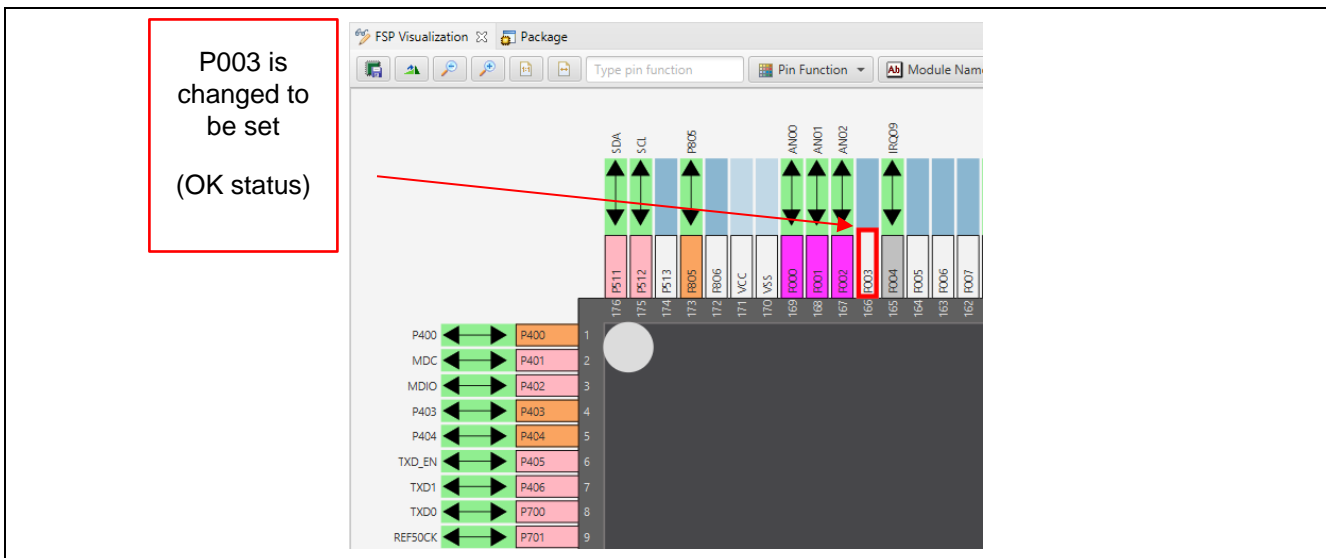 P003 is
changed to
be set
(OK status)
FSP Visualization
Package
Type pin function
Pin Function
Module Nam
SDA
SCL
P805
AN00
AN01
AN02
IRQ09
P511
P512
P513
P805
P806
VCC
VSS
P000
P001
P002
P003
P004
P005
P006
P007
176
175
174
173
172
171
170
169
168
167
166
165
164
163
162
P400 P400 1
MDC P401 2
MDIO P402 3
P403 P403 4
P404 P404 5
TXD_EN P405 6
TXD1 P406 7
TXD0 P700 8
REF50CK P701 9